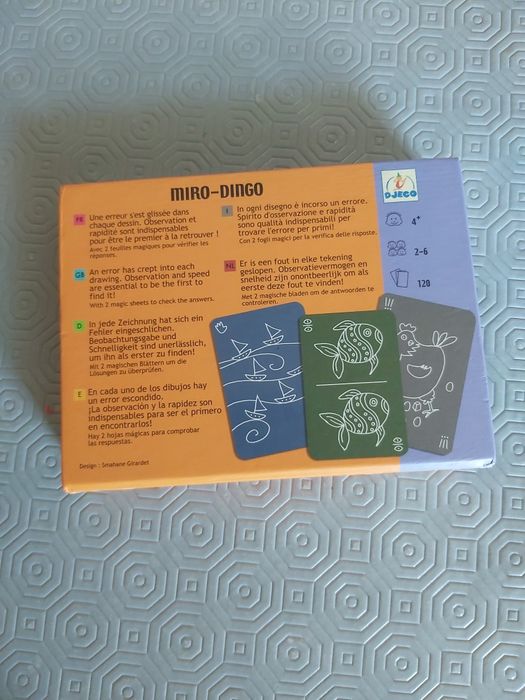 MIRO-DINGO
DJECO
FR Une erreur s'est glissée dans
chaque dessin. Observation et
rapidité sont indispensables
pour être le premier à la retrouver !
Avec 2 feuilles magiques pour vérifier les
réponses.
GB An error has crept into each
drawing. Observation and speed
are essential to be the first to
find it!
With 2 magic sheets to check the answers.
D In jede Zeichnung hat sich ein
Fehler eingeschlichen.
Beobachtungsgabe und
Schnelligkeit sind unerlässlich,
um ihn als erster zu finden!
Mit 2 magischen Blättern um die
Lösungen zu überprüfen.
E En cada uno de los dibujos hay
un error escondido.
¡La observación y la rapidez son
indispensables para ser el primero
en encontrarlos!
Hay 2 hojas mágicas para comprobar
las respuestas.
Design : Smahane Girardet
I In ogni disegno è incorso un errore.
Spirito d'osservazione e rapidità
sono qualità indispensabili per
trovare l'errore per primi!
Con 2 fogli magici per la verifica delle risposte.
NL Er is een fout in elke tekening
geslopen. Observatievermogen en
snelheid zijn onontbeerlijk om als
eerste deze fout te vinden!
Met 2 magische bladen om de antwoorden te
controleren.
4+
2-6
120